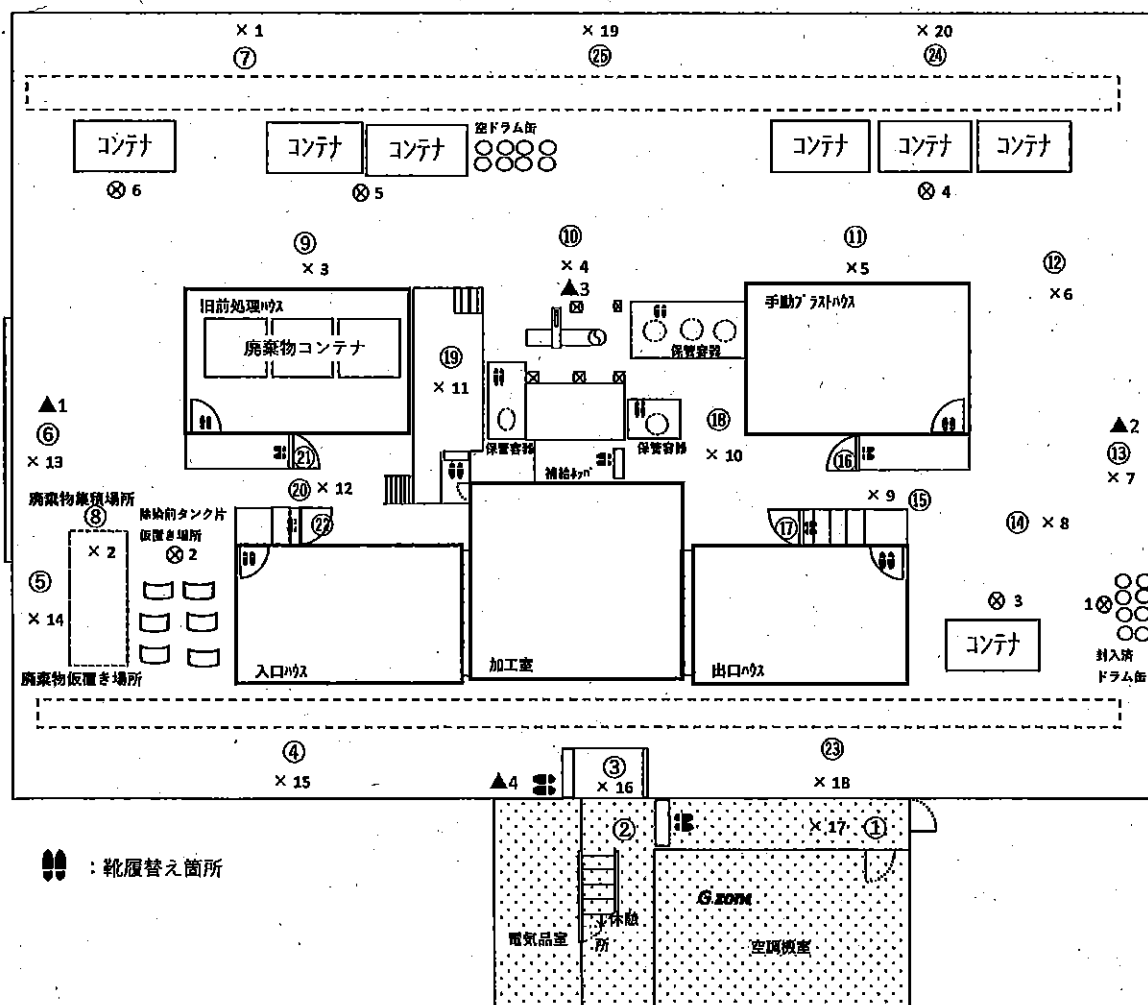 × 1
× 19
× 20
⑦
㉕
㉔
コンテナ
コンテナ
コンテナ
空ドラム缶
コンテナ
コンテナ
コンテナ
⊗ 6
⊗ 5
⊗ 4
⑨
× 3
⑩
× 4
▲3
⑪
× 5
⑫
× 6
旧前処理ハウス
廃棄物コンテナ
手動ブラストハウス
保管容器
⑲
× 11
▲1
⑥
× 13
⑱
× 10
保管容器
保管容器
▲2
⑬
× 7
㉑
⑯
補給ホッパ
⑳ × 12
× 9
⑮
廃棄物集積場所
⑧
× 2
除染前タンク片
仮置き場所
⊗ 2
㉒
⑰
⑭ × 8
⑤
× 14
⊗ 3
1⊗
コンテナ
封入済
ドラム缶
廃棄物仮置き場所
入口ハウス
加工室
出口ハウス
④
× 15
▲4
③
× 16
㉓
× 18
②
× 17
①
：靴履替え箇所
G zone
電気品室
休憩
所
空調機室